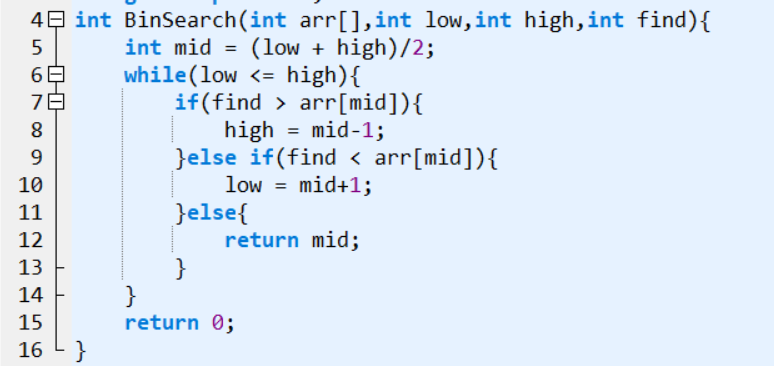 4 int BinSearch(int arr[],int low,int high,int find){
5     int mid = (low + high)/2;
6     while(low <= high){
7         if(find > arr[mid]){
8             high = mid-1;
9         }else if(find < arr[mid]){
10             low = mid+1;
11         }else{
12             return mid;
13         }
14     }
15     return 0;
16 }